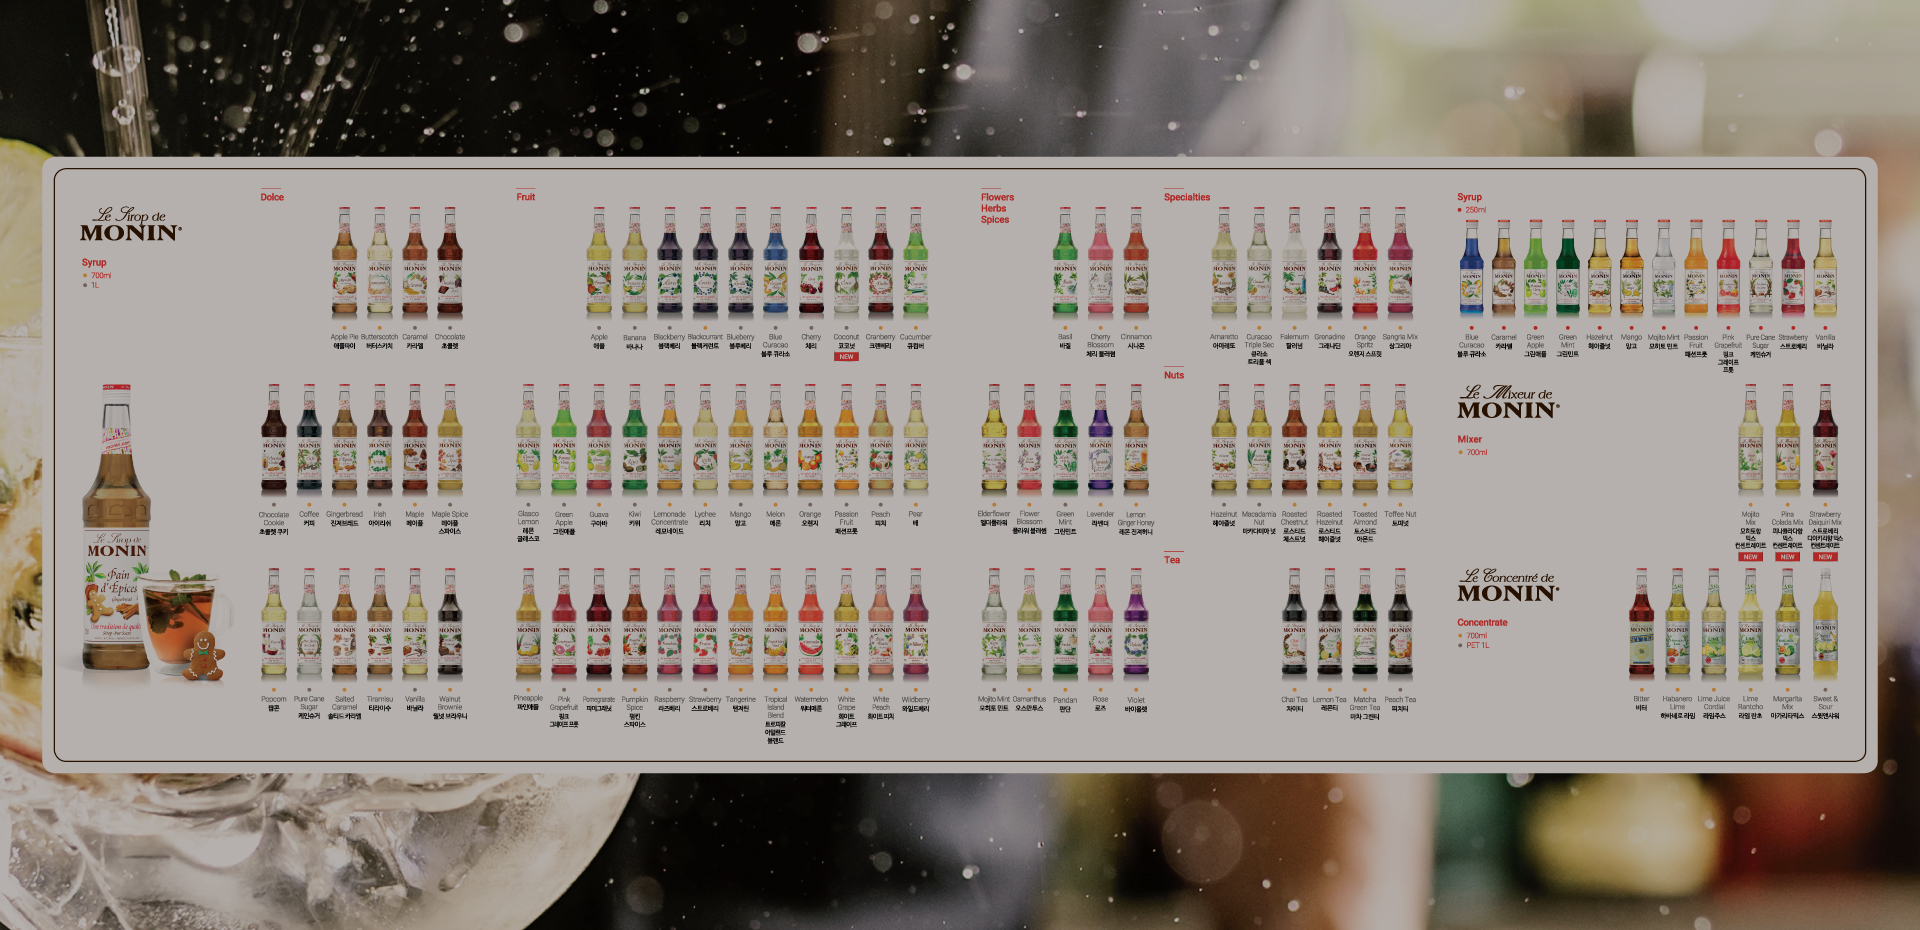 Le Sirop de
MONIN
Syrup
700ml
1L
Dolce
Apple Pie
애플파이
Butterscotch
버터스카치
Caramel
카라멜
Chocolate
초콜렛
Chocolate
Cookie
초콜렛 쿠키
Coffee
커피
Gingerbread
진저브레드
Irish
아이리쉬
Maple
메이플
Maple Spice
메이플
스파이스
Popcorn
팝콘
Pure Cane
Sugar
케인슈거
Salted
Caramel
솔티드 카라멜
Tiramisu
티라미수
Vanilla
바닐라
Walnut
Brownie
월넛 브라우니
Fruit
Apple
애플
Banana
바나나
Blackberry
블랙베리
Blackcurrant
블랙커런트
Blueberry
블루베리
Blue
Curacao
블루 큐라소
Cherry
체리
Coconut
코코넛
NEW
Cranberry
크랜베리
Cucumber
큐컴버
Glasco
Lemon
레몬
글래스코
Green
Apple
그린애플
Guava
구아바
Kiwi
키위
Lemonade
Concentrate
레모네이드
Lychee
리치
Mango
망고
Melon
메론
Orange
오렌지
Passion
Fruit
패션프룻
Peach
피치
Pear
배
Pineapple
파인애플
Pink
Grapefruit
핑크
그레이프프룻
Pomegranate
파미그래닛
Pumpkin
Spice
펌킨
스파이스
Raspberry
라즈베리
Strawberry
스트로베리
Tangerine
텐저린
Tropical
Island
Blend
트로피칼
아일랜드
블랜드
Watermelon
워터메론
White
Grape
화이트
그레이프
White
Peach
화이트 피치
Wildberry
와일드베리
Flowers
Herbs
Spices
Basil
바질
Cherry
Blossom
체리 블라썸
Cinnamon
시나몬
Elderflower
엘더플라워
Flower
Blossom
플라워 블라썸
Green
Mint
그린민트
Lavender
라벤더
Lemon
Ginger Honey
레몬 진저허니
Mojito Mint
모히토 민트
Osmanthus
오스만투스
Pandan
판단
Rose
로즈
Violet
바이올렛
Specialties
Amaretto
아마레또
Curacao
Triple Sec
큐라소
트리플 섹
Falernum
팔러넘
Grenadine
그래나딘
Orange
Spritz
오렌지 스프릿
Sangria Mix
상그리아
Nuts
Hazelnut
헤이즐넛
Macadamia
Nut
마카다미아 넛
Roasted
Chestnut
로스티드
체스트넛
Roasted
Hazelnut
로스티드
헤이즐넛
Toasted
Almond
토스티드
아몬드
Toffee Nut
토피넛
Tea
Chai Tea
차이티
Lemon Tea
레몬티
Matcha
Green Tea
마차 그린티
Peach Tea
피치티
Syrup
250ml
Blue
Curacao
블루 큐라소
Caramel
카라멜
Green
Apple
그린애플
Green
Mint
그린민트
Hazelnut
헤이즐넛
Mango
망고
Mojito Mint
모히토 민트
Passion
Fruit
패션프룻
Pink
Grapefruit
핑크
그레이프
프룻
Pure Cane
Sugar
케인슈거
Strawberry
스트로베리
Vanilla
바닐라
Le Mixeur de
MONIN
Mixer
700ml
Mojito
Mix
모히토향
믹스
컨센트레이트
NEW
Pina
Colada Mix
피나콜라다향
믹스
컨센트레이트
NEW
Strawberry
Daiquiri Mix
스트로베리
다이키리향 믹스
컨센트레이트
NEW
Le Concentré de
MONIN
Concentrate
700ml
PET 1L
Bitter
비터
Habanero
Lime
하바네로 라임
Lime Juice
Cordial
라임주스
Lime
Rantcho
라임 란초
Margarita
Mix
마가리타믹스
Sweet &
Sour
스윗앤사워
Le Sirop de
MONIN
Pain
d'Épices
Gingerbread